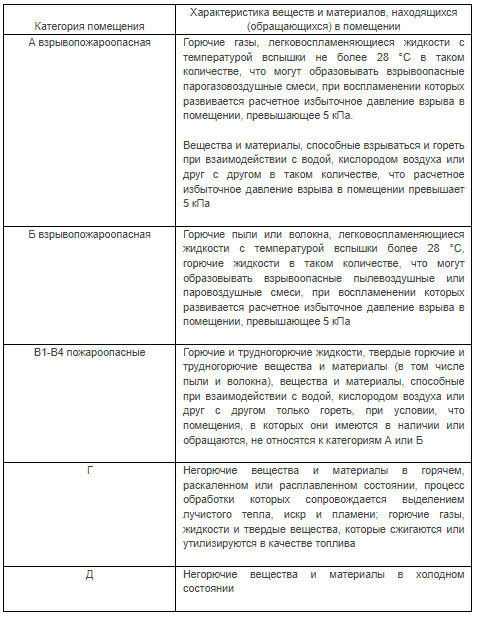 Категория помещения
Характеристика веществ и материалов, находящихся
(обращающихся) в помещении
А взрывопожароопасная
Горючие газы, легковоспламеняющиеся жидкости с
температурой вспышки не более 28 °С в таком
количестве, что могут образовывать взрывоопасные
парогазовоздушные смеси, при воспламенении которых
развивается расчетное избыточное давление взрыва в
помещении, превышающее 5 кПа.
Вещества и материалы, способные взрываться и гореть
при взаимодействии с водой, кислородом воздуха или
друг с другом в таком количестве, что расчетное
избыточное давление взрыва в помещении превышает
5 кПа
Б взрывопожароопасная
Горючие пыли или волокна, легковоспламеняющиеся
жидкости с температурой вспышки более 28 °С,
горючие жидкости в таком количестве, что могут
образовывать взрывоопасные пылевоздушные или
паровоздушные смеси, при воспламенении которых
развивается расчетное избыточное давление взрыва в
помещении, превышающее 5 кПа
В1-В4 пожароопасные
Горючие и трудногорючие жидкости, твердые горючие и
трудногорючие вещества и материалы (в том числе
пыли и волокна), вещества и материалы, способные
при взаимодействии с водой, кислородом воздуха или
друг с другом только гореть, при условии, что
помещения, в которых они имеются в наличии или
обращаются, не относятся к категориям А или Б
Г
Негорючие вещества и материалы в горячем,
раскаленном или расплавленном состоянии, процесс
обработки которых сопровождается выделением
лучистого тепла, искр и пламени; горючие газы,
жидкости и твердые вещества, которые сжигаются или
утилизируются в качестве топлива
Д
Негорючие вещества и материалы в холодном
состоянии